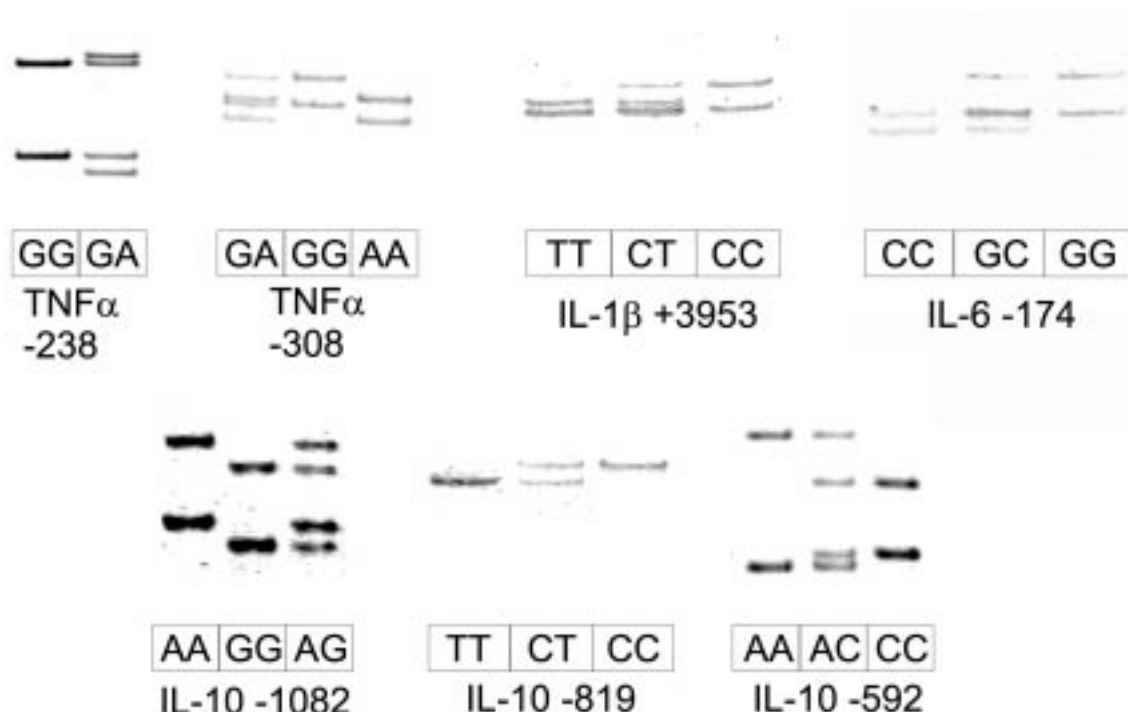 GG GA
TNFα
-238
GA GG AA
TNFα
-308
TT CT CC
IL-1β +3953
CC GC GG
IL-6 -174
AA GG AG
IL-10 -1082
TT CT CC
IL-10 -819
AA AC CC
IL-10 -592